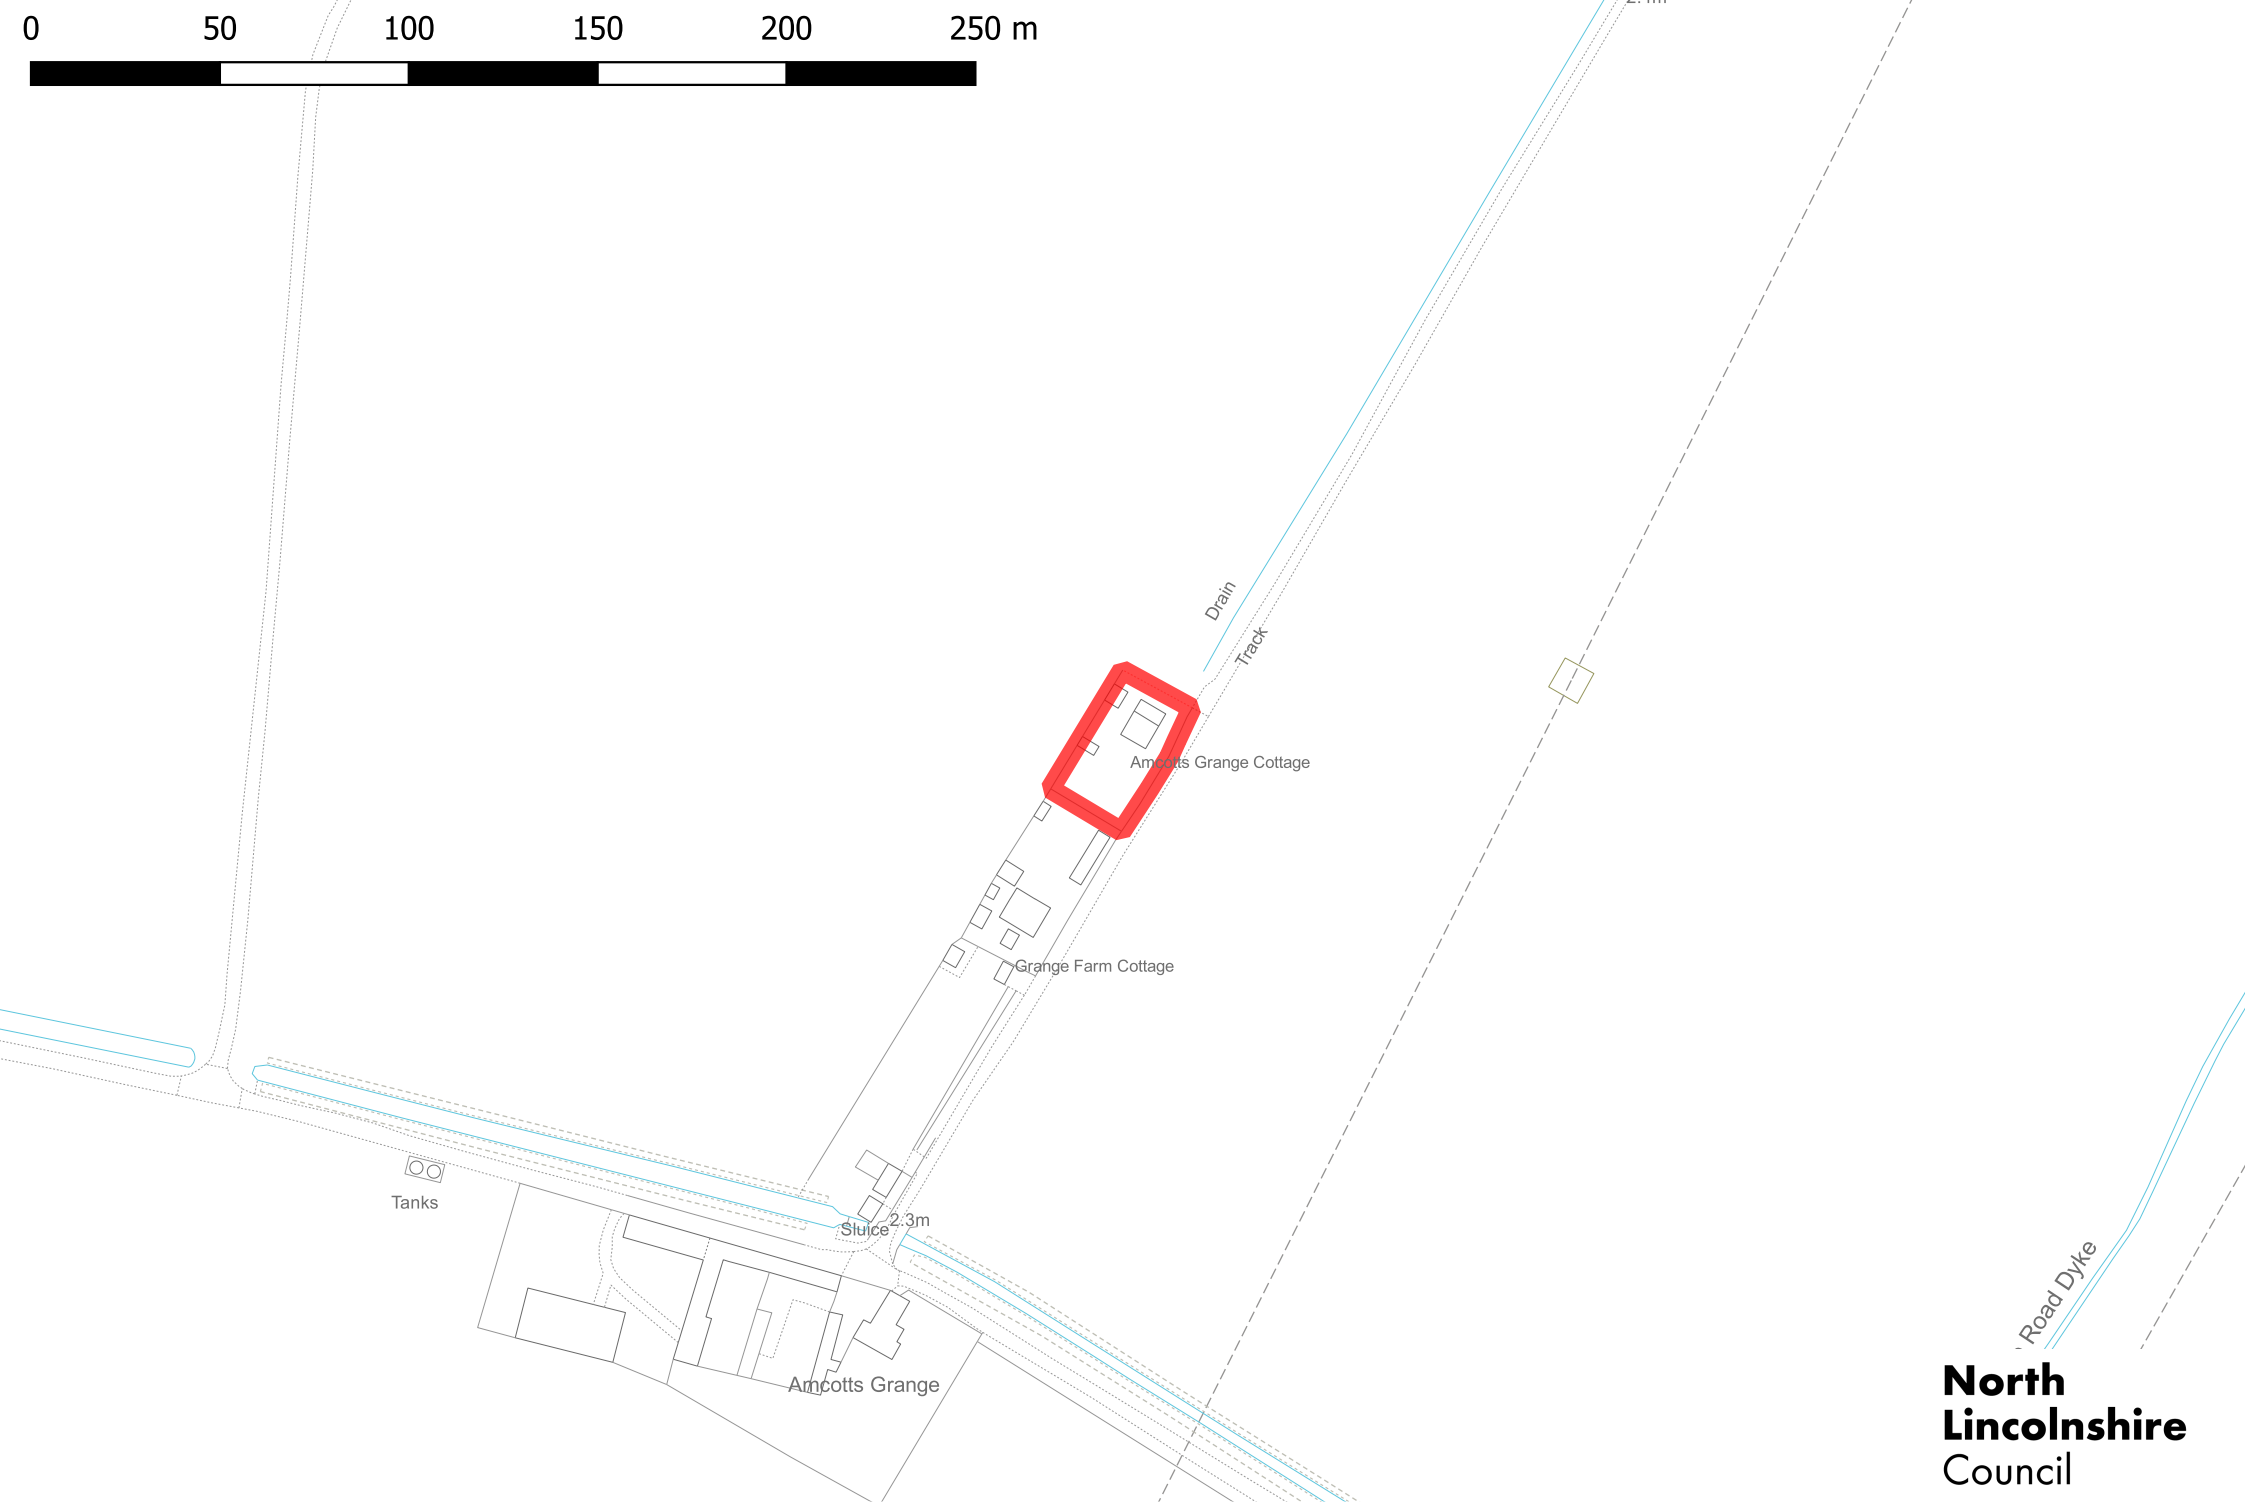 0 50 100 150 200 250 m
Drain
Track
Amcotts Grange Cottage
Grange Farm Cottage
Tanks
Sluice
2.3m
Amcotts Grange
Road Dyke
North
Lincolnshire
Council